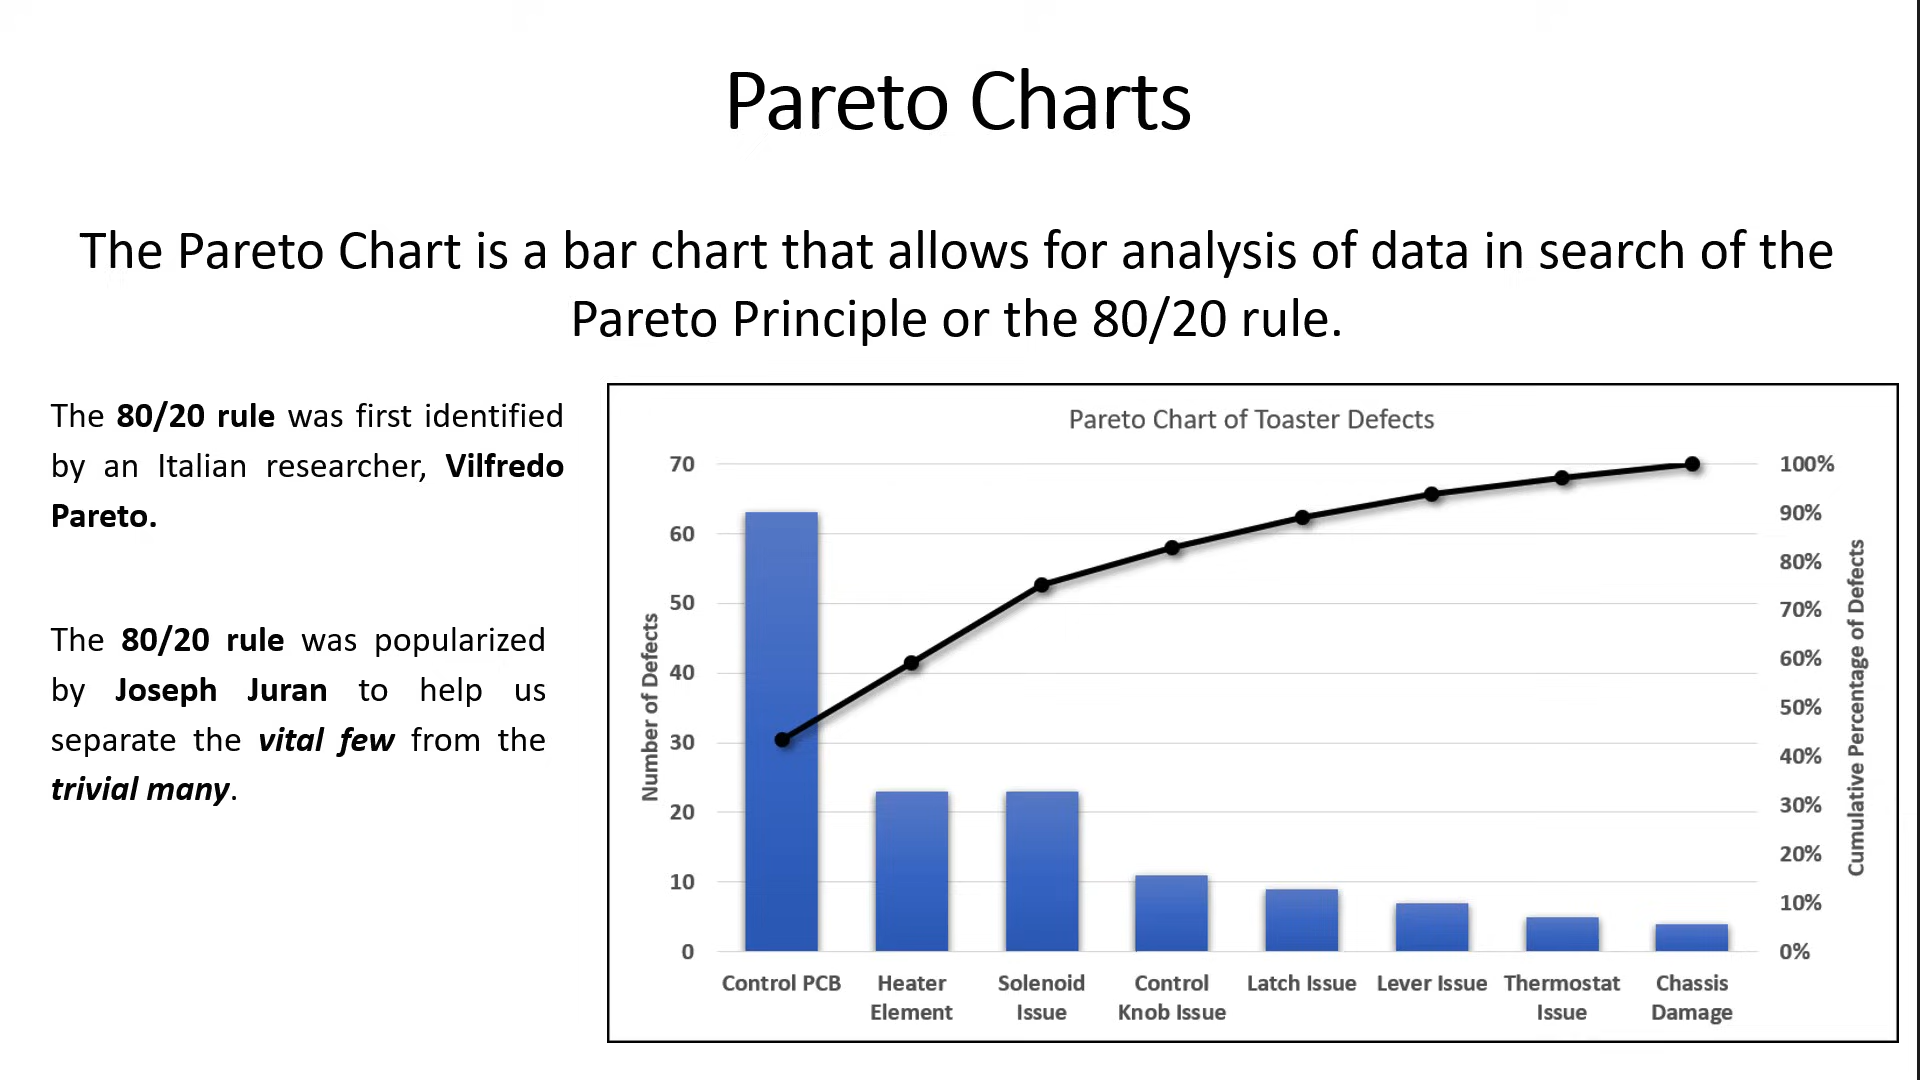 Pareto Charts
The Pareto Chart is a bar chart that allows for analysis of data in search of the
Pareto Principle or the 80/20 rule.
The 80/20 rule was first identified
by an Italian researcher, Vilfredo
Pareto.
The 80/20 rule was popularized
by Joseph Juran to help us
separate the vital few from the
trivial many.
Pareto Chart of Toaster Defects
Number of Defects
70
60
50
40
30
20
10
0
100%
90%
80%
70%
60%
50%
40%
30%
20%
10%
0%
Cumulative Percentage of Defects
Control PCB
Heater
Element
Solenoid
Issue
Control
Knob Issue
Latch Issue
Lever Issue
Thermostat
Issue
Chassis
Damage